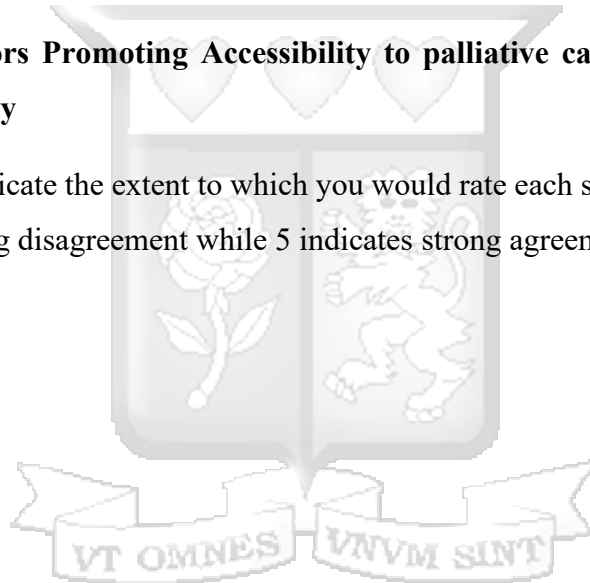 ors Promoting Accessibility to palliative ca
y
icate the extent to which you would rate each s
g disagreement while 5 indicates strong agreem
VT OMNES VNVM SINT